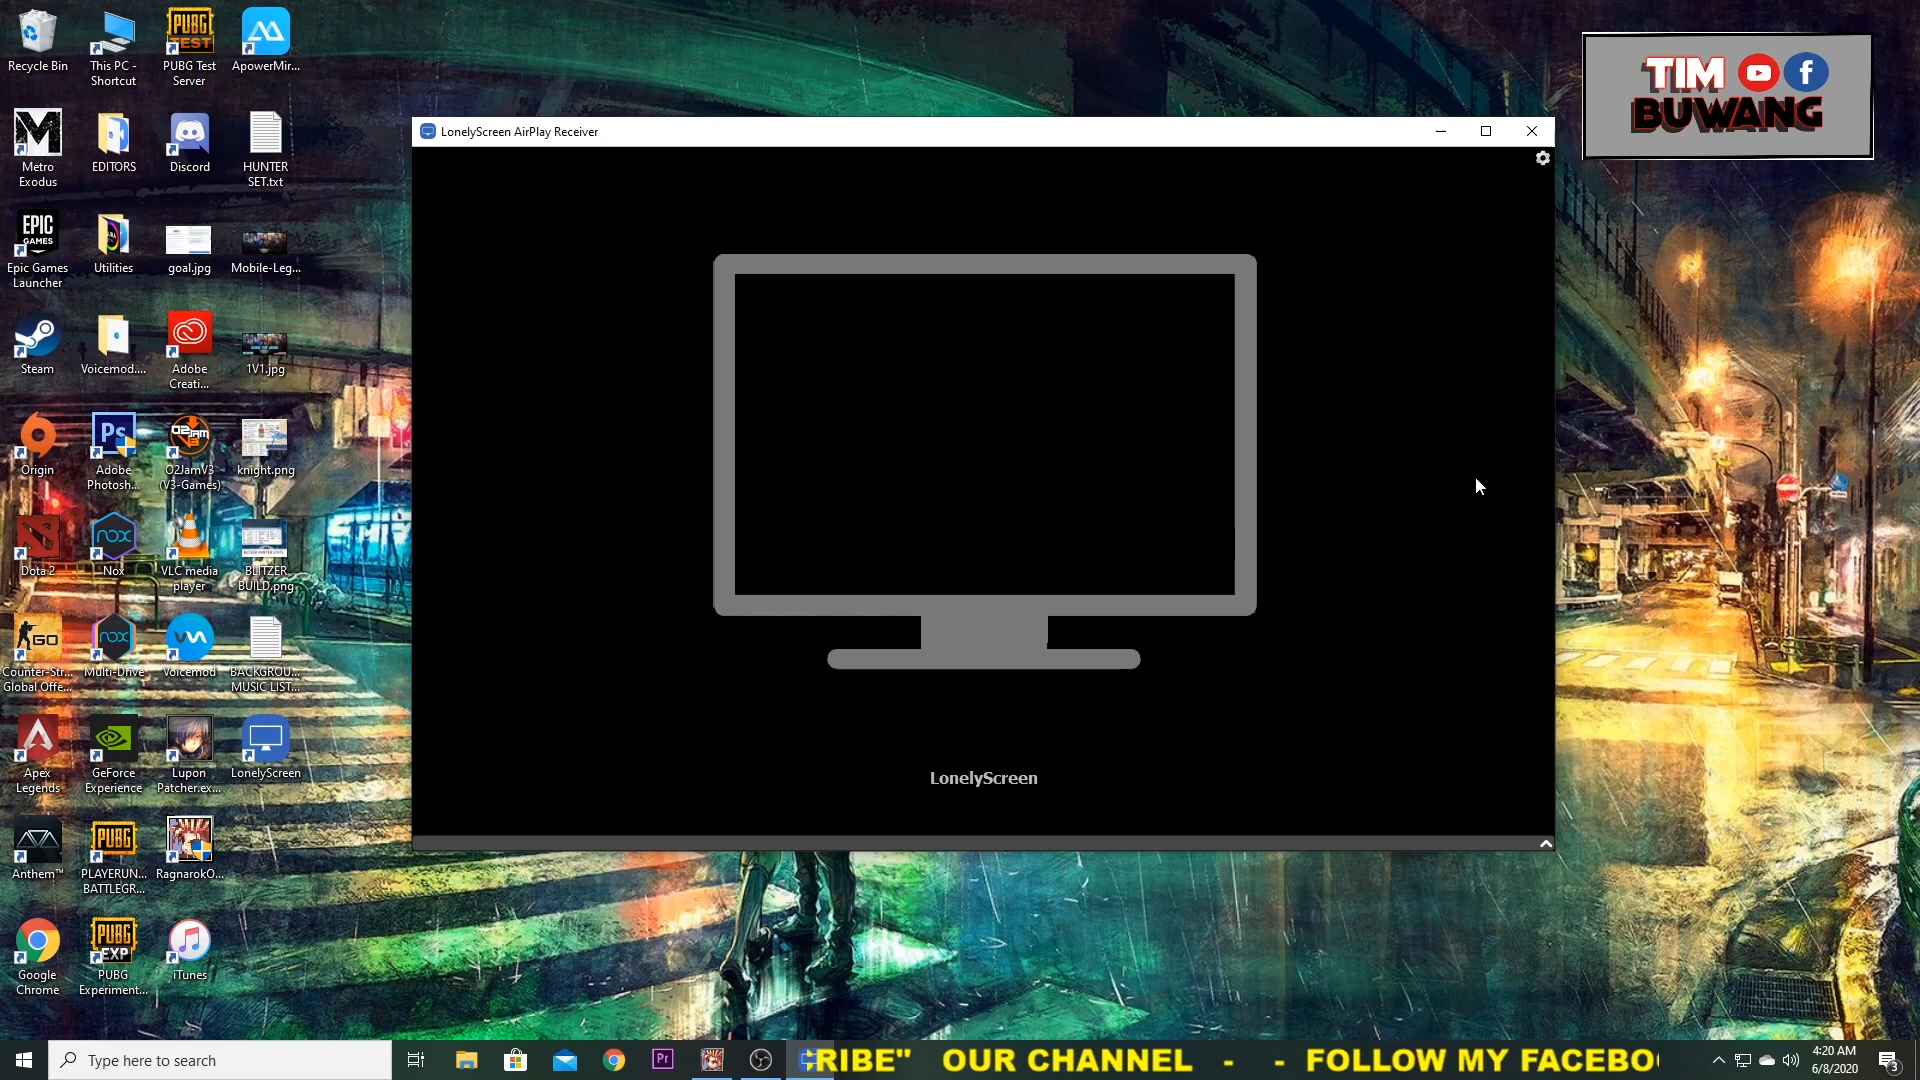 Recycle Bin
This PC - Shortcut
PUBG TEST
PUBG Test Server
ApowerMir...
Metro Exodus
EDITORS
Discord
HUNTER SET.txt
EPIC GAMES
Epic Games Launcher
Utilities
goal.jpg
Mobile-Leg...
Steam
Voicemod....
Adobe Creati...
1V1.jpg
Origin
Ps
Adobe Photosh...
O2JAM V3
O2JamV3 (V3-Games)
knight.png
Dota 2
nox
Nox
VLC media player
BLITZER BUILD.png
GO
Counter-Str... Global Offe...
nox
Multi-Drive
Voicemod
BACKGROU... MUSIC LIST...
Apex Legends
GeForce Experience
Lupon Patcher.ex...
LonelyScreen
Anthem™
PUBG
PLAYERUN... BATTLEGR...
RagnarokO...
Google Chrome
PUBG EXP
PUBG Experiment...
iTunes
LonelyScreen AirPlay Receiver
LonelyScreen
TIM
BUWANG
Type here to search
Pr
RIBE" OUR CHANNEL - - FOLLOW MY FACEBO
4:20 AM
6/8/2020
3